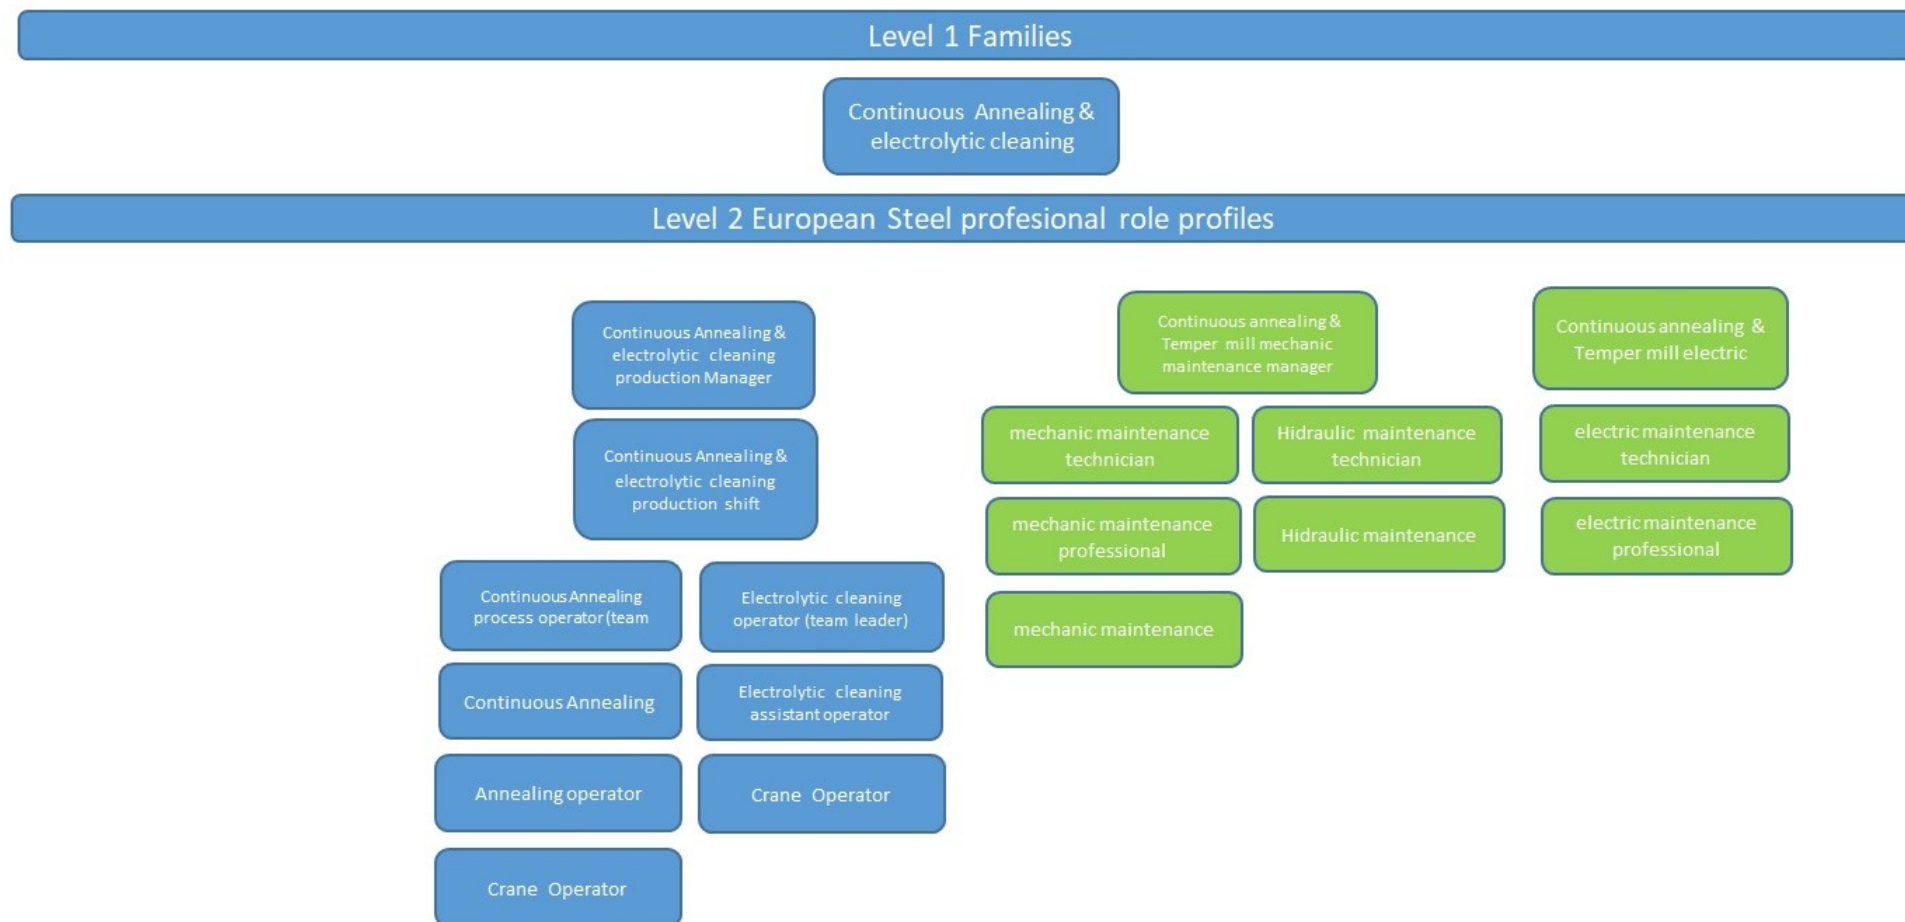 Level 1 Families
Continuous Annealing &
electrolytic cleaning
Level 2 European Steel profesional role profiles
Continuous Annealing &
electrolytic cleaning
production Manager
Continuous Annealing &
electrolytic cleaning
production shift
Continuous Annealing
process operator (team
Electrolytic cleaning
operator (team leader)
Continuous Annealing
Electrolytic cleaning
assistant operator
Annealing operator
Crane Operator
Crane Operator
Continuous annealing &
Temper mill mechanic
maintenance manager
mechanic maintenance
technician
Hidraulic maintenance
technician
mechanic maintenance
professional
Hidraulic maintenance
mechanic maintenance
Continuous annealing &
Temper mill electric
electric maintenance
technician
electric maintenance
professional